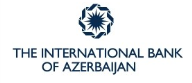 THE INTERNATIONAL BANK
OF AZERBAIJAN